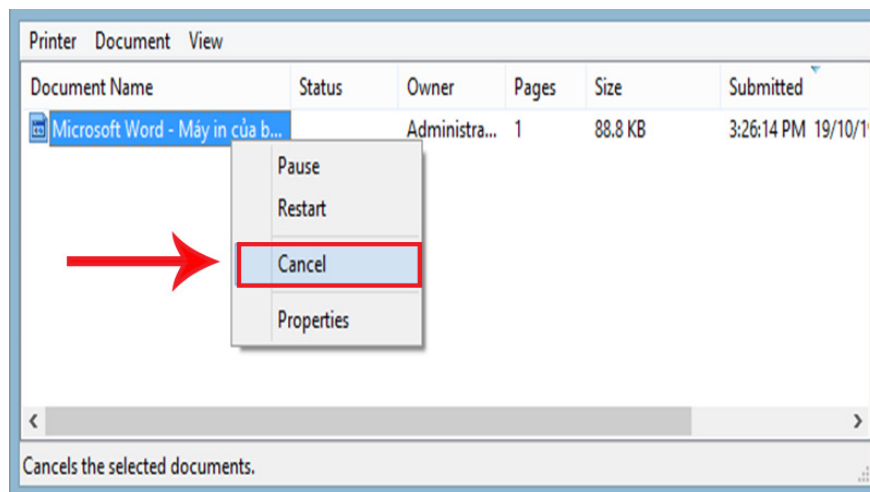 Printer Document View
Document Name Status Owner Pages Size Submitted
Microsoft Word - Máy in của b... Administra... 1 88.8 KB 3:26:14 PM 19/10/1
Pause
Restart
Cancel
Properties
Cancels the selected documents.